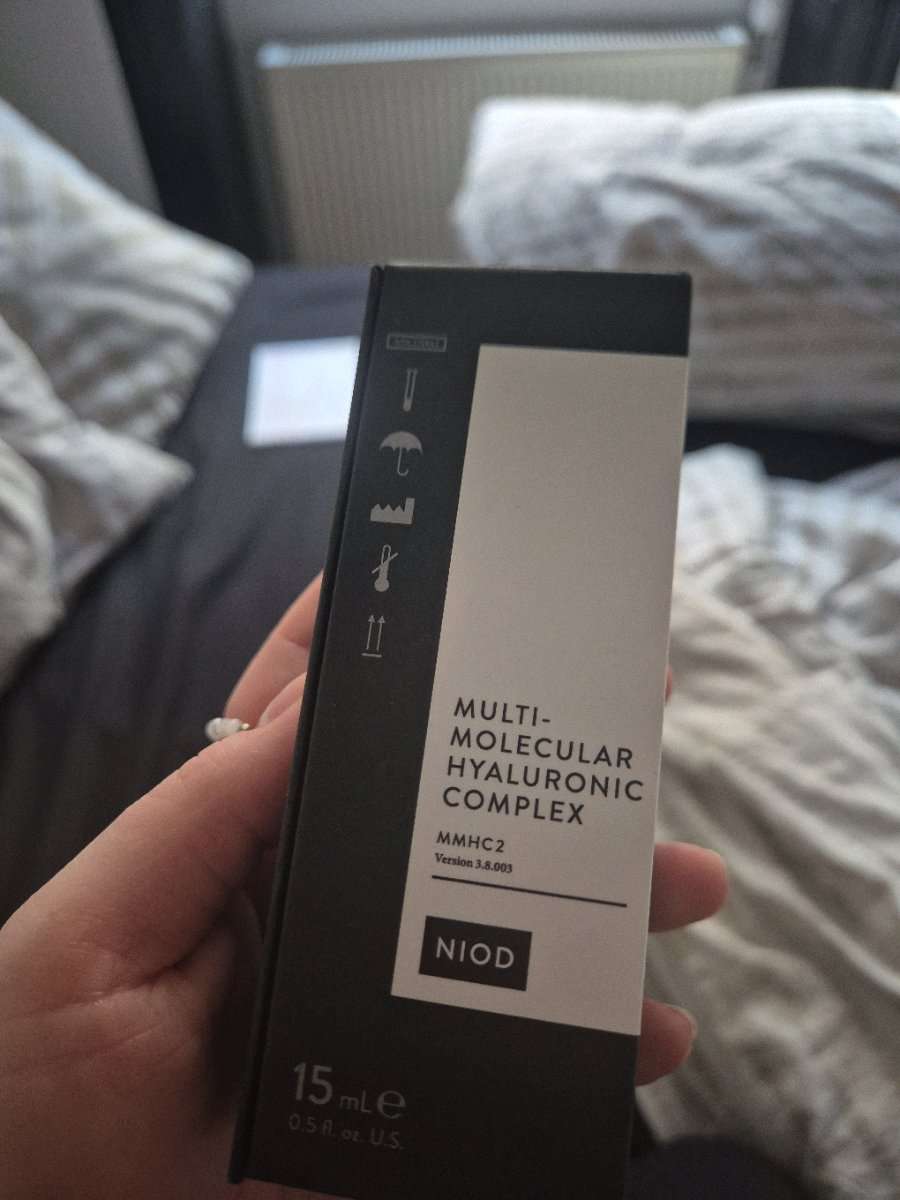 MULTI-
MOLECULAR
HYALURONIC
COMPLEX
MMHC2
Version 3.8.003
NIOD
15 mL e
0.5 fl. oz. U.S.